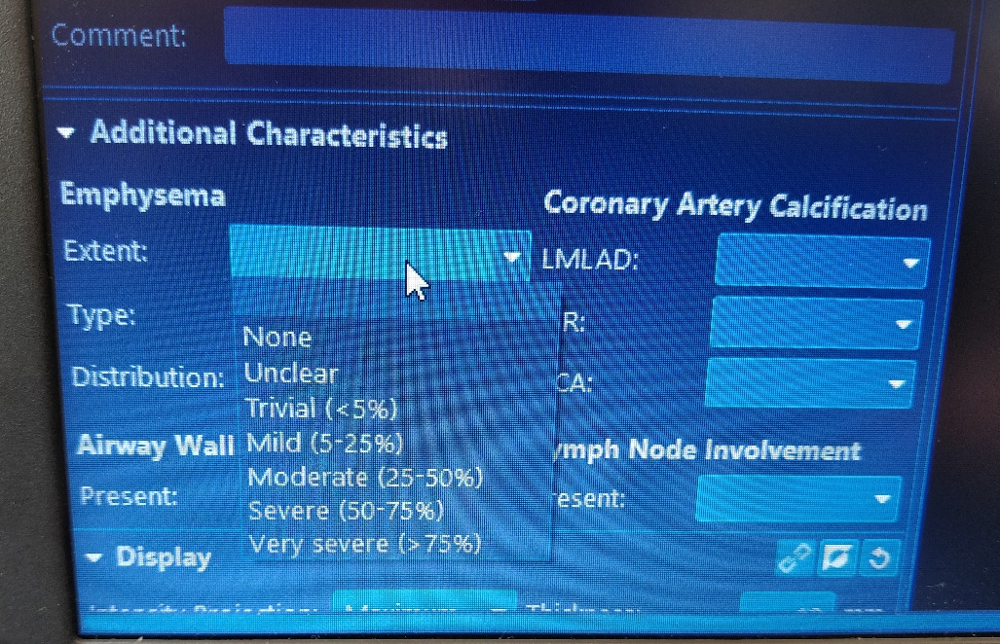 Comment:
Additional Characteristics
Emphysema
Coronary Artery Calcification
Extent:
LMLAD:
Type:
R:
None
Distribution:
Unclear
CA:
Trivial (<5%)
Airway Wall
Mild (5-25%)
ymph Node Involvement
Present:
Moderate (25-50%)
esent:
Severe (50-75%)
Very severe (>75%)
Display